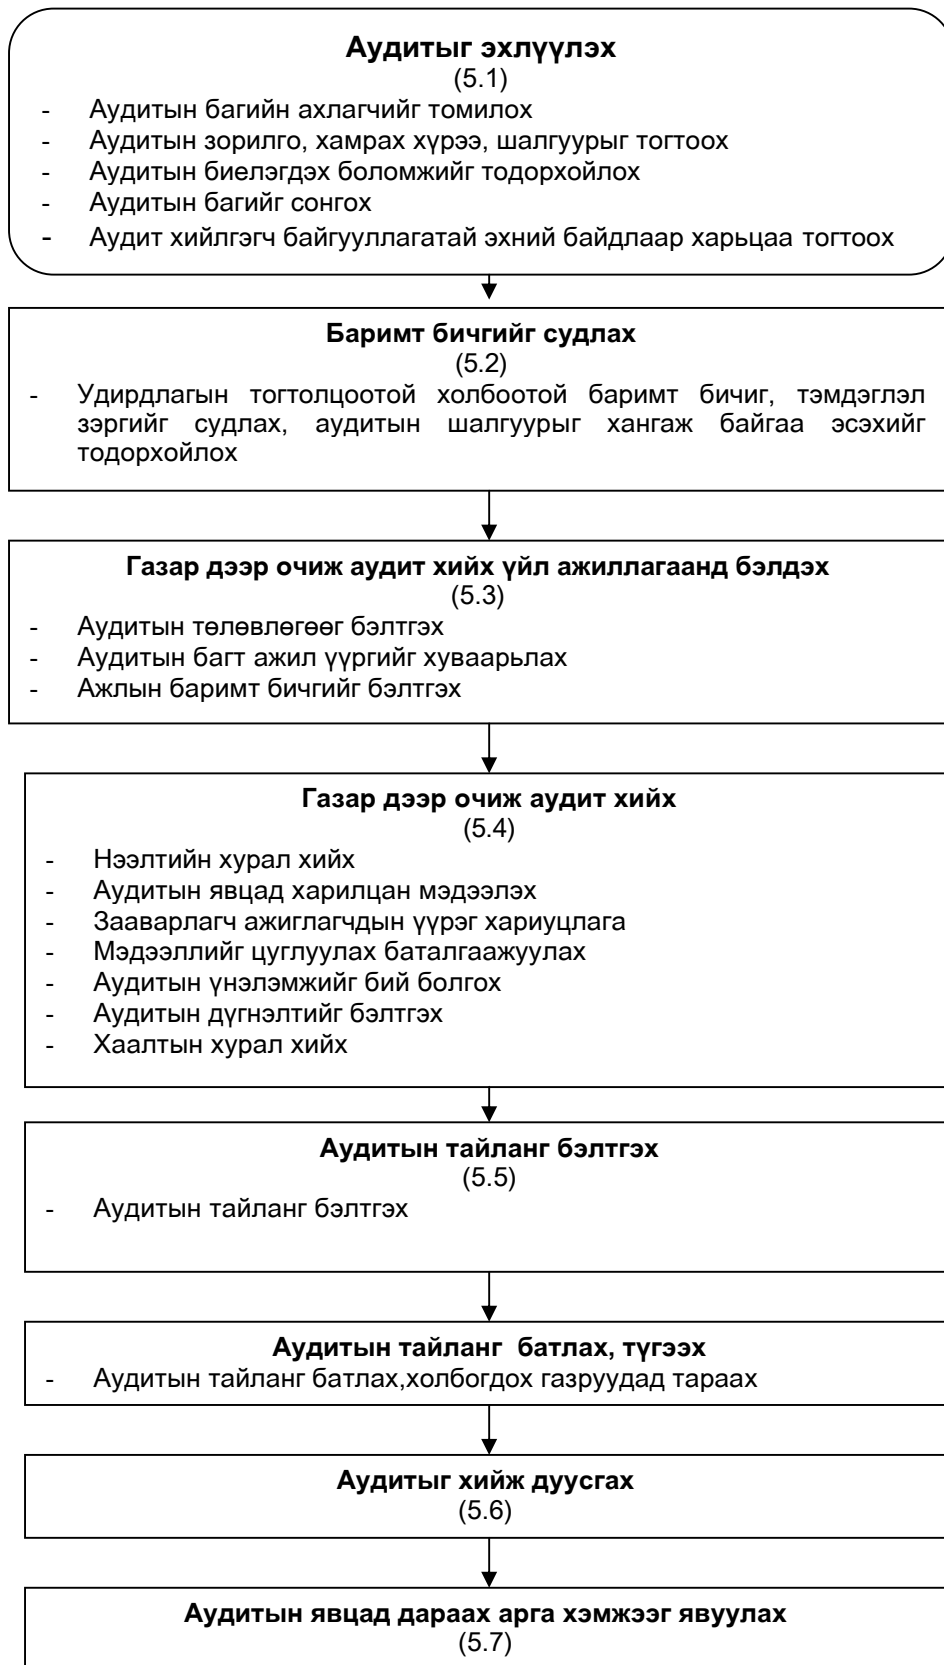 Аудитыг эхлүүлэх
(5.1)
- Аудитын багийн ахлагчийг томилох
- Аудитын зорилго, хамрах хүрээ, шалгуурыг тогтоох
- Аудитын биелэгдэх боломжийг тодорхойлох
- Аудитын багийг сонгох
- Аудит хийлгэгч байгууллагатай эхний байдлаар харьцаа тогтоох
Баримт бичгийг судлах
(5.2)
- Удирдлагын тогтолцоотой холбоотой баримт бичиг, тэмдэглэл
зэргийг судлах, аудитын шалгуурыг хангаж байгаа эсэхийг
тодорхойлох
Газар дээр очиж аудит хийх үйл ажиллагаанд бэлдэх
(5.3)
- Аудитын төлөвлөгөөг бэлтгэх
- Аудитын багт ажил үүргийг хуваарьлах
- Ажлын баримт бичгийг бэлтгэх
Газар дээр очиж аудит хийх
(5.4)
- Нээлтийн хурал хийх
- Аудитын явцад харилцан мэдээлэх
- Зааварлагч ажиглагчдын үүрэг хариуцлага
- Мэдээллийг цуглуулах баталгаажуулах
- Аудитын үнэлэмжийг бий болгох
- Аудитын дүгнэлтийг бэлтгэх
- Хаалтын хурал хийх
Аудитын тайланг бэлтгэх
(5.5)
- Аудитын тайланг бэлтгэх
Аудитын тайланг батлах, түгээх
- Аудитын тайланг батлах,холбогдох газруудад тараах
Аудитыг хийж дуусгах
(5.6)
Аудитын явцад дараах арга хэмжээг явуулах
(5.7)